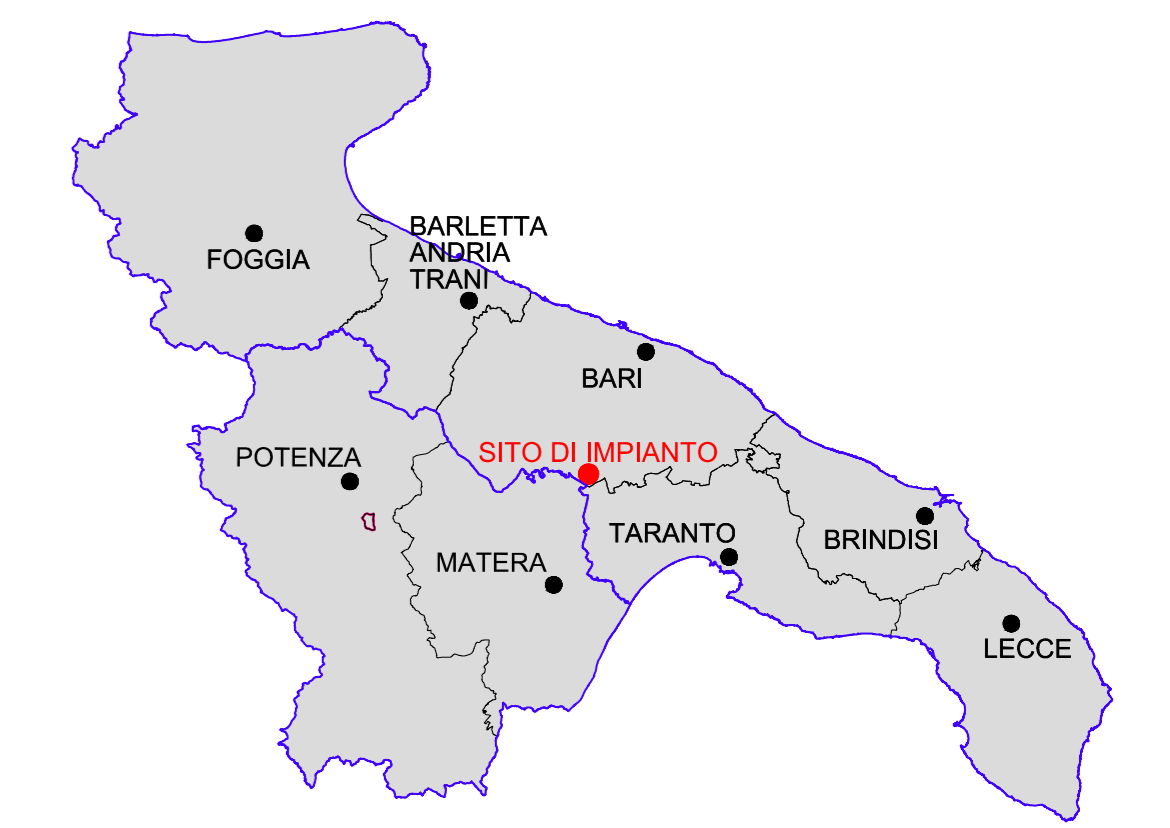 BARLETTA
ANDRIA
TRANI
FOGGIA
BARI
SITO DI IMPIANTO
POTENZA
TARANTO
BRINDISI
MATERA
LECCE